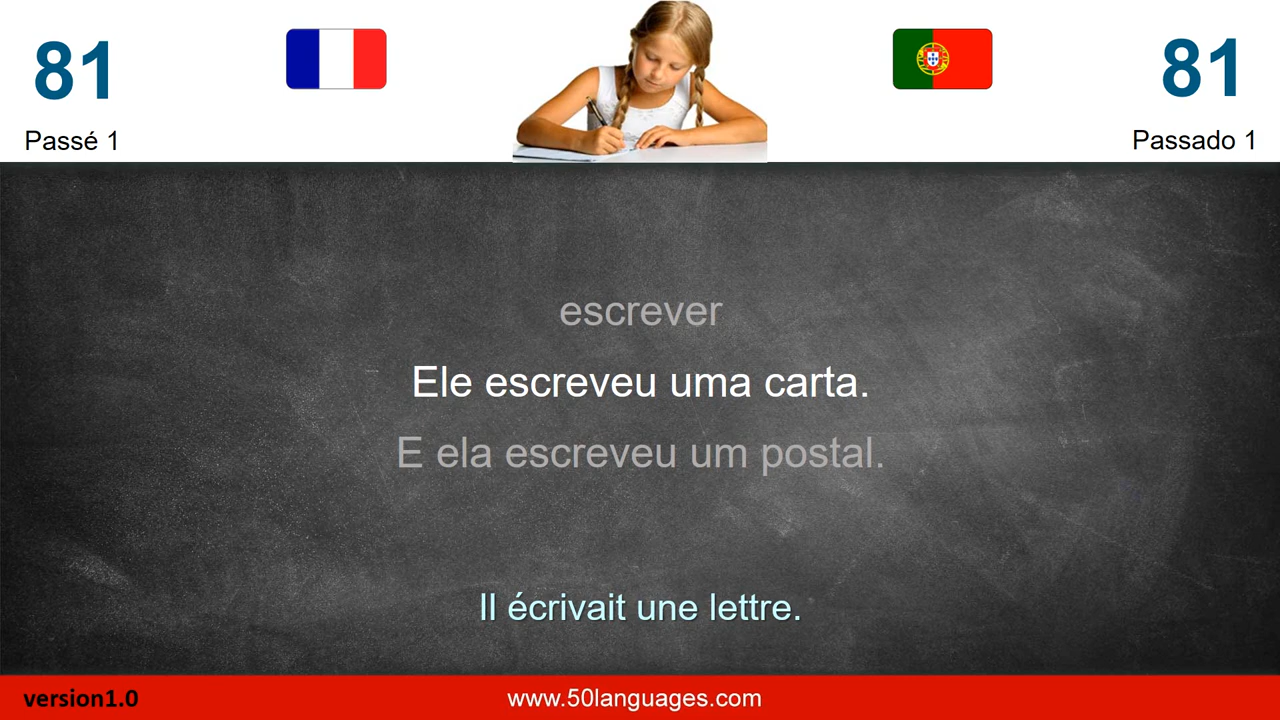 81
81
Passé 1
Passado 1
escrever
Ele escreveu uma carta.
E ela escreveu um postal.
Il écrivait une lettre.
version1.0
www.50languages.com